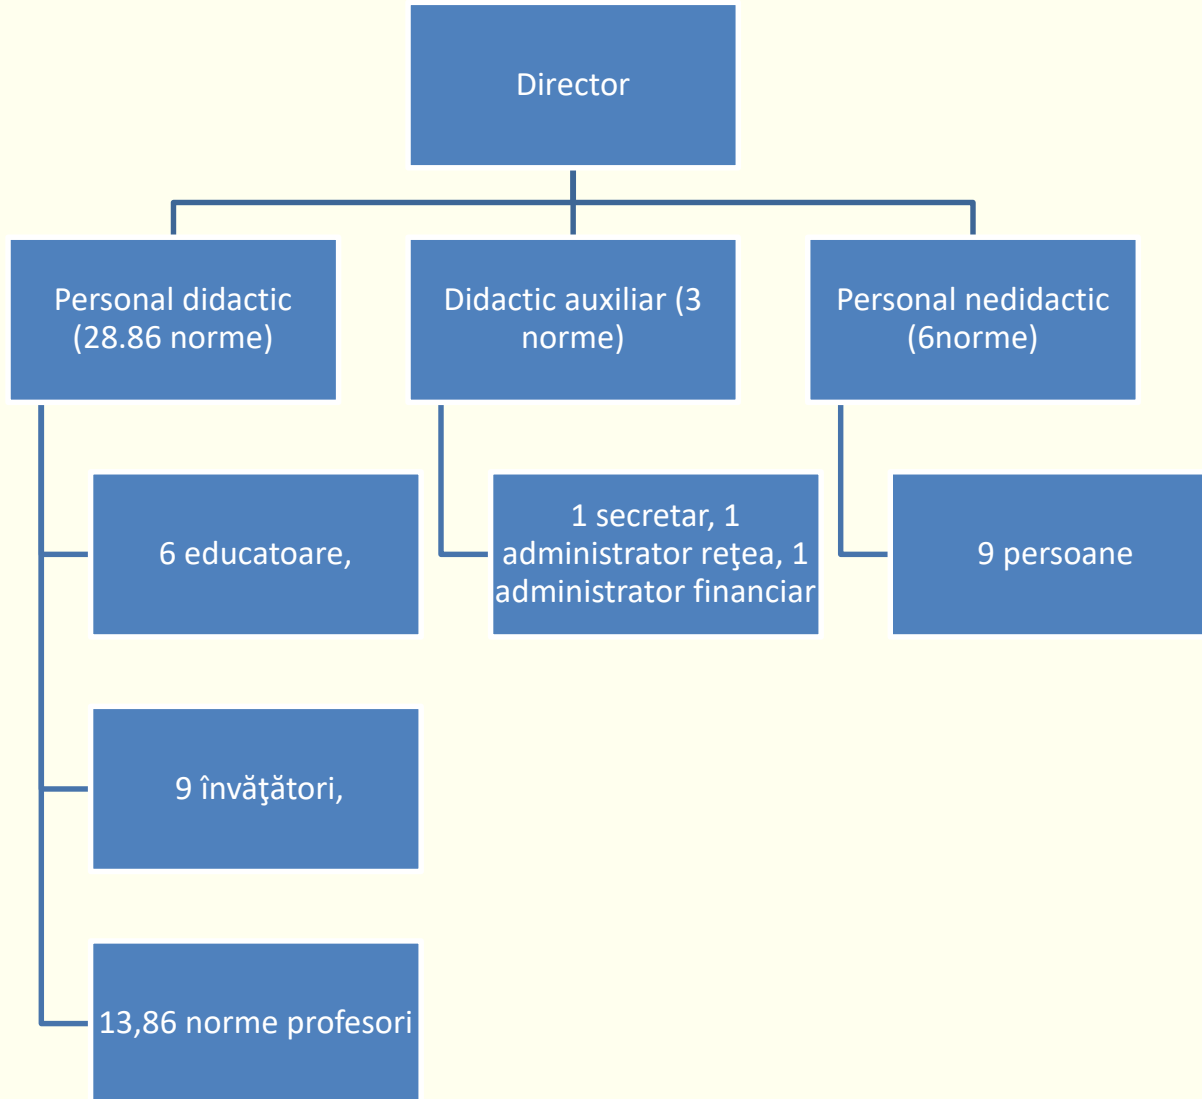 Director
Personal didactic
(28.86 norme)
Didactic auxiliar (3
norme)
Personal nedidactic
(6norme)
6 educatoare,
1 secretar, 1
administrator reţea, 1
administrator financiar
9 persoane
9 învăţători,
13,86 norme profesori